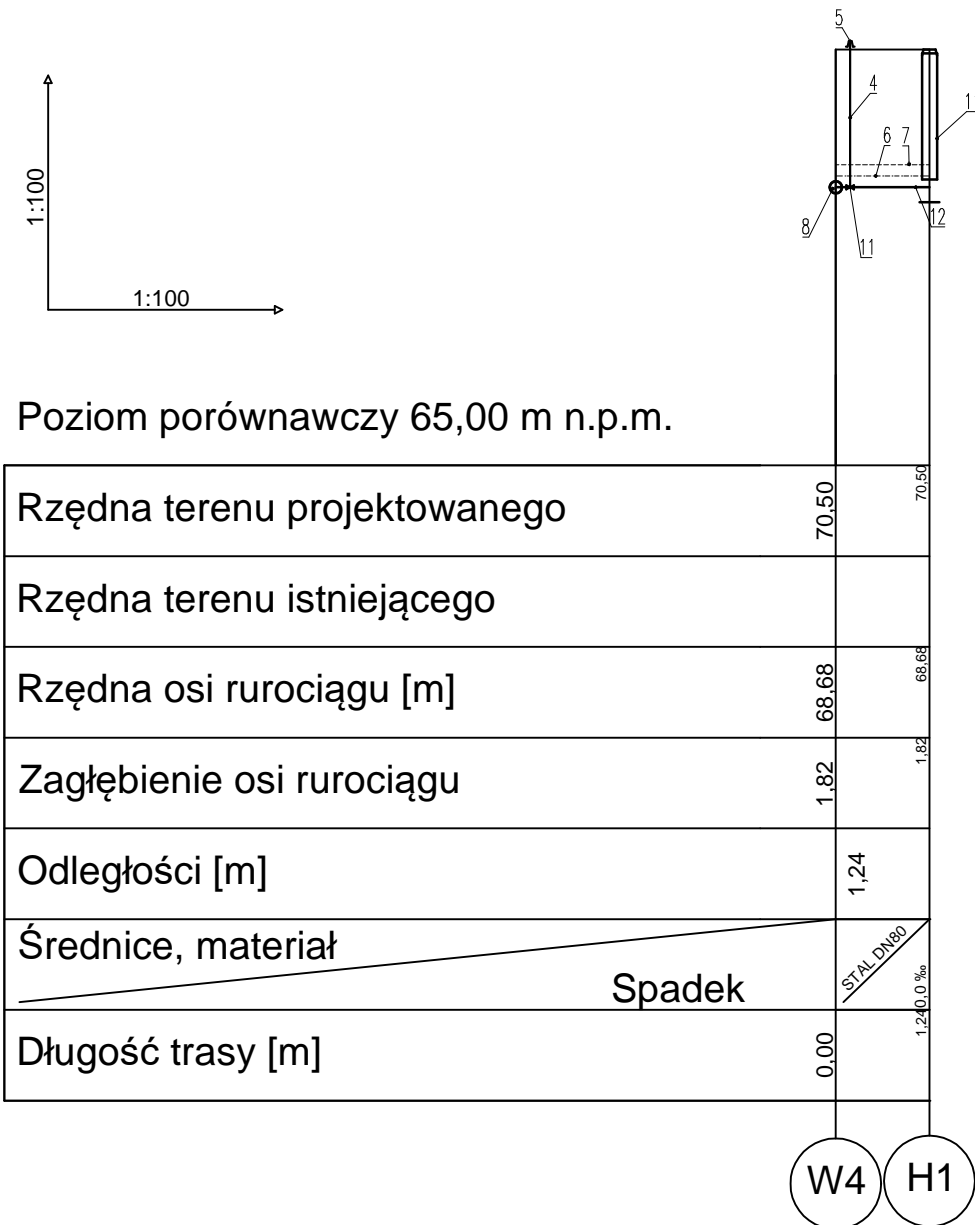 5
4
1
6 7
8
11
12
1:100
1:100
Poziom porównawczy 65,00 m n.p.m.
Rzędna terenu projektowanego
70,50
70,50
Rzędna terenu istniejącego
Rzędna osi rurociągu [m]
68,68
68,68
Zagłębienie osi rurociągu
1,82
1,82
Odległości [m]
1,24
Średnice, materiał
Spadek
STAL DN80
0,0 ‰
Długość trasy [m]
0,00
1,24
W4
H1